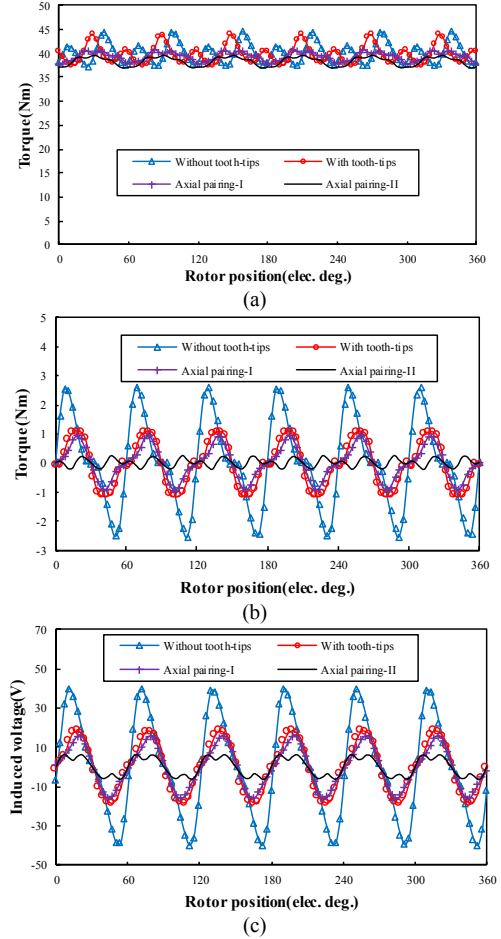 50
45
40
35
30
25
20
15
10
5
0
Torque(Nm)
Without tooth-tips
With tooth-tips
Axial pairing-I
Axial pairing-II
0 60 120 180 240 300 360
Rotor position(elec. deg.)
(a)
5
4
3
2
1
0
-1
-2
-3
Torque(Nm)
Without tooth-tips
With tooth-tips
Axial pairing-I
Axial pairing-II
0 60 120 180 240 300 360
Rotor position(elec. deg.)
(b)
70
50
30
10
-10
-30
-50
Induced voltage(V)
Without tooth-tips
With tooth-tips
Axial pairing-I
Axial pairing-II
0 60 120 180 240 300 360
Rotor position(elec. deg.)
(c)